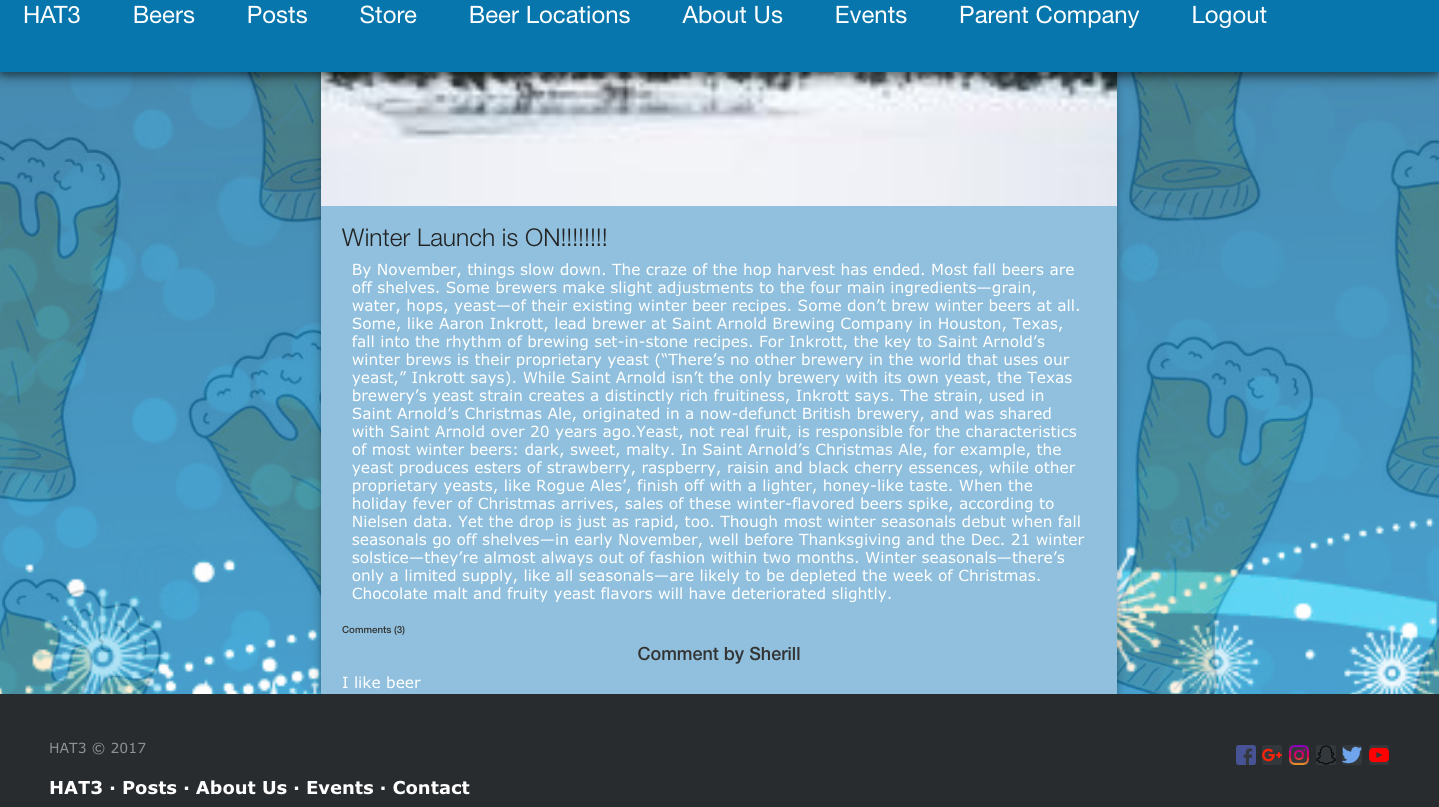 HAT3 Beers Posts Store Beer Locations About Us Events Parent Company Logout
Winter Launch is ON!!!!!!!!
By November, things slow down. The craze of the hop harvest has ended. Most fall beers are
off shelves. Some brewers make slight adjustments to the four main ingredients—grain,
water, hops, yeast—of their existing winter beer recipes. Some don’t brew winter beers at all.
Some, like Aaron Inkrott, lead brewer at Saint Arnold Brewing Company in Houston, Texas,
fall into the rhythm of brewing set-in-stone recipes. For Inkrott, the key to Saint Arnold’s
winter brews is their proprietary yeast (“There’s no other brewery in the world that uses our
yeast,” Inkrott says). While Saint Arnold isn’t the only brewery with its own yeast, the Texas
brewery’s yeast strain creates a distinctly rich fruitiness, Inkrott says. The strain, used in
Saint Arnold’s Christmas Ale, originated in a now-defunct British brewery, and was shared
with Saint Arnold over 20 years ago.Yeast, not real fruit, is responsible for the characteristics
of most winter beers: dark, sweet, malty. In Saint Arnold’s Christmas Ale, for example, the
yeast produces esters of strawberry, raspberry, raisin and black cherry essences, while other
proprietary yeasts, like Rogue Ales’, finish off with a lighter, honey-like taste. When the
holiday fever of Christmas arrives, sales of these winter-flavored beers spike, according to
Nielsen data. Yet the drop is just as rapid, too. Though most winter seasonals debut when fall
seasonals go off shelves—in early November, well before Thanksgiving and the Dec. 21 winter
solstice—they’re almost always out of fashion within two months. Winter seasonals—there’s
only a limited supply, like all seasonals—are likely to be depleted the week of Christmas.
Chocolate malt and fruity yeast flavors will have deteriorated slightly.
Comments (3)
Comment by Sherill
I like beer
HAT3 © 2017
HAT3 · Posts · About Us · Events · Contact